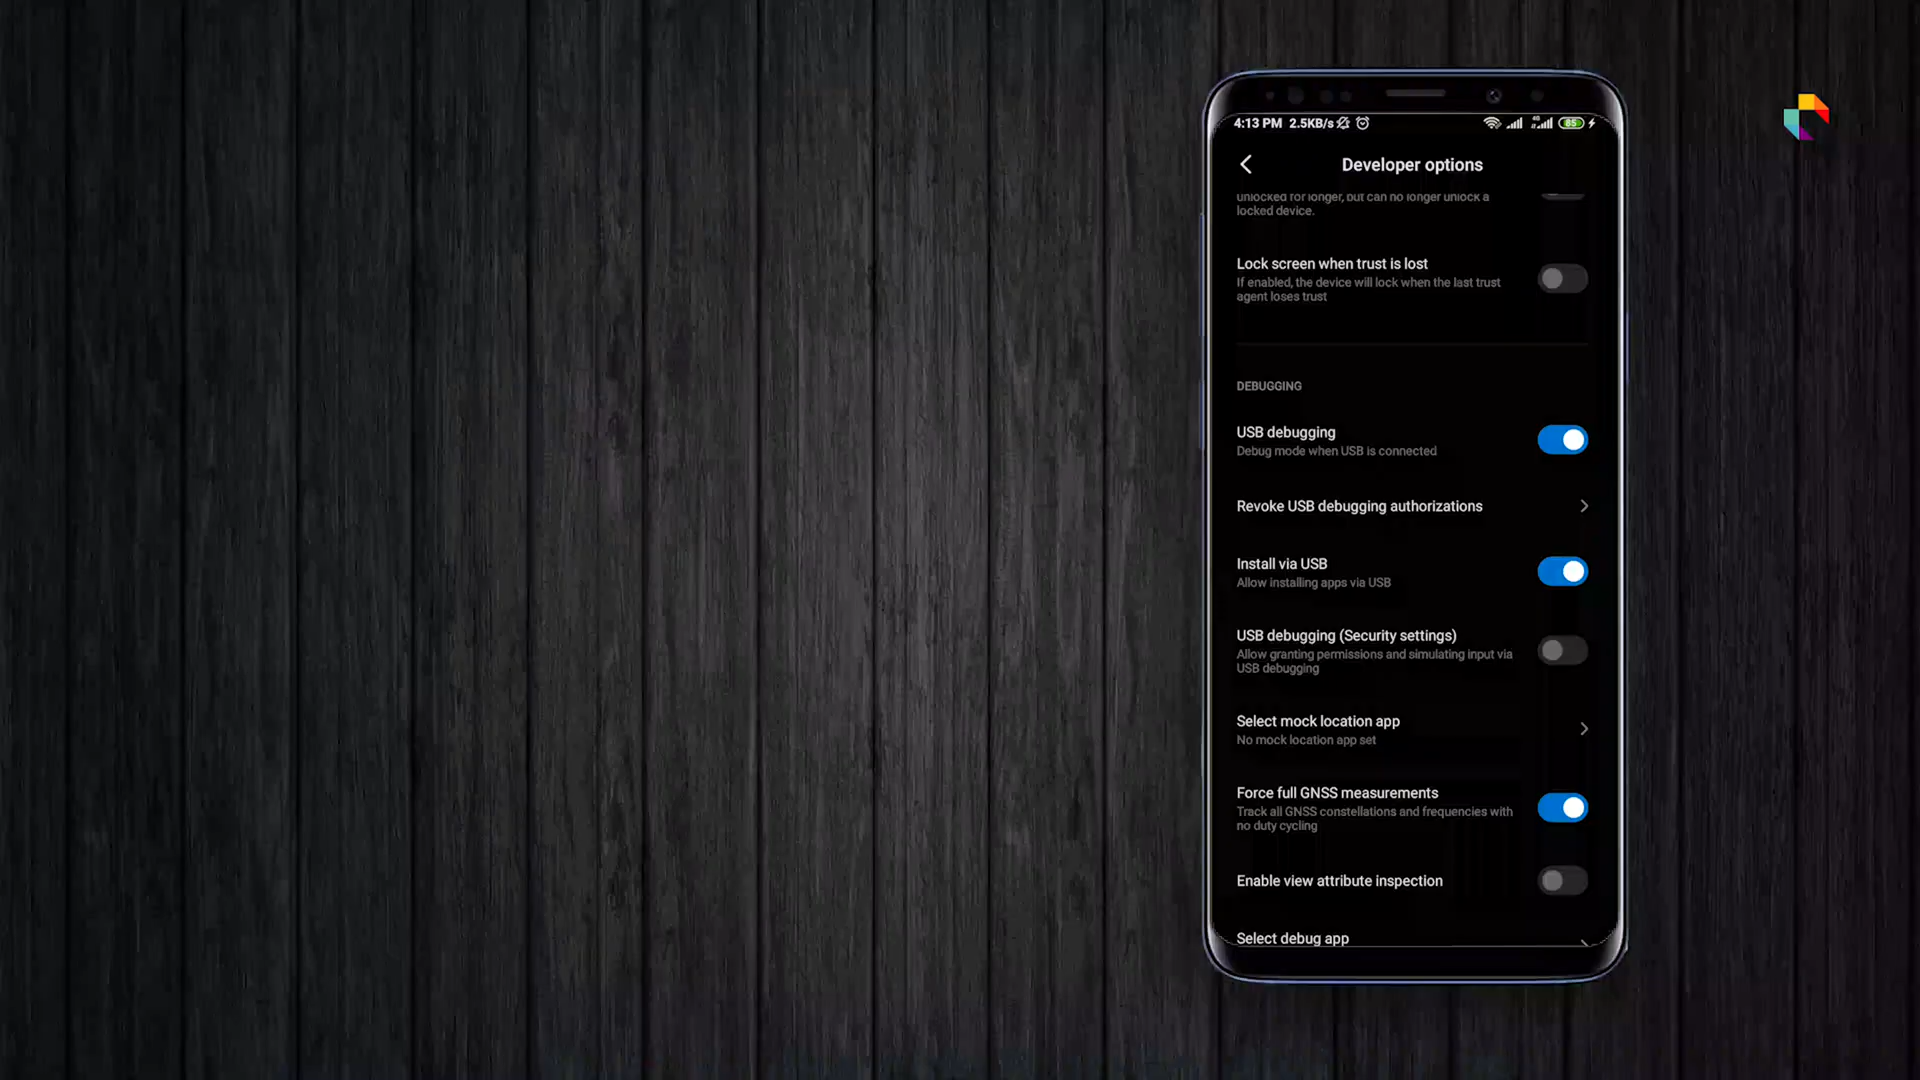 4:13 PM 2.5KB/s 4G 85
Developer options
unlocked for longer, but can no longer unlock a
locked device.
Lock screen when trust is lost
If enabled, the device will lock when the last trust
agent loses trust
DEBUGGING
USB debugging
Debug mode when USB is connected
Revoke USB debugging authorizations
Install via USB
Allow installing apps via USB
USB debugging (Security settings)
Allow granting permissions and simulating input via
USB debugging
Select mock location app
No mock location app set
Force full GNSS measurements
Track all GNSS constellations and frequencies with
no duty cycling
Enable view attribute inspection
Select debug app